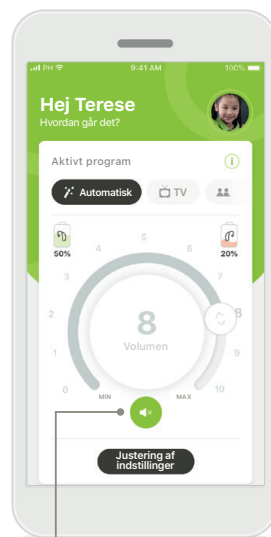 PH 9:41 AM 100%
Hej Terese
Hvordan går det?
Aktivt program i
Automatisk TV
50% 20%
5
4 6
3 7
2 8
8
Volumen
1 9
0 10
MIN MAX
Justering af
indstillinger